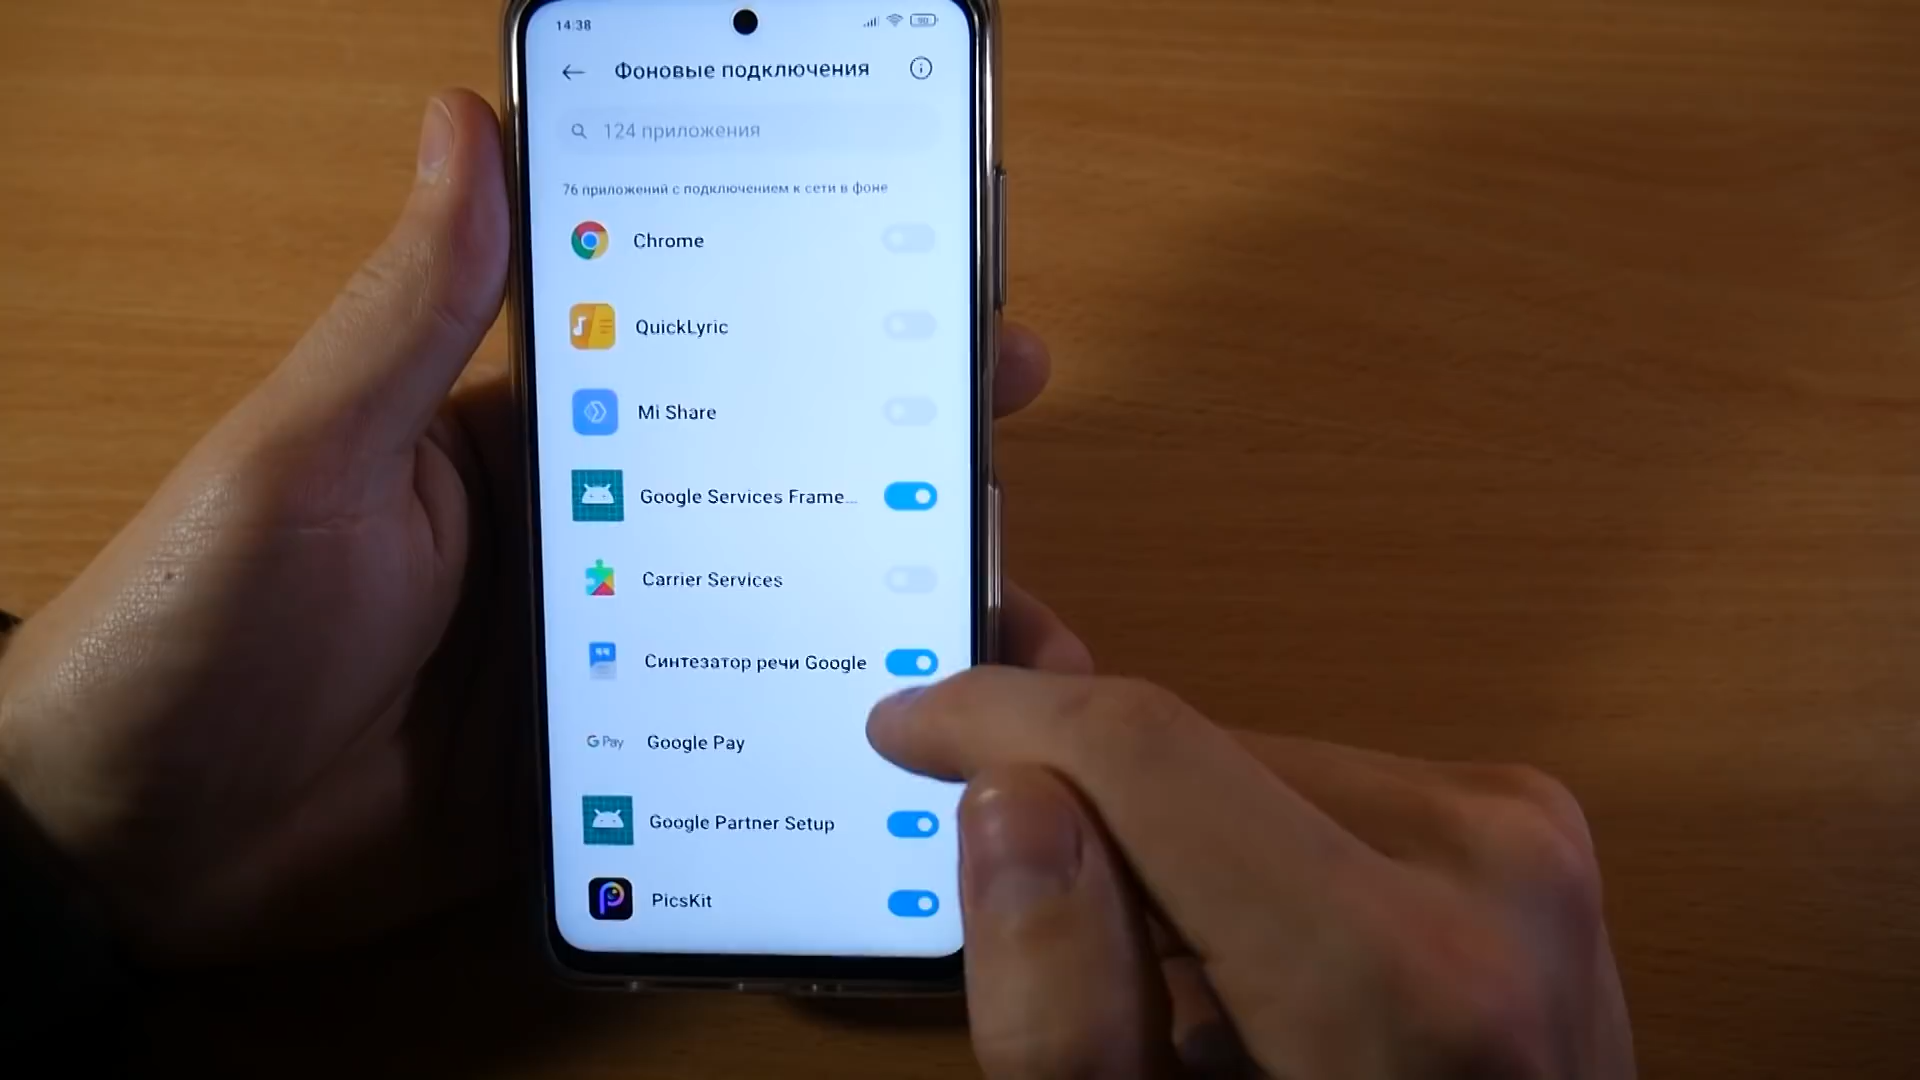 14:38
90
Фоновые подключения
124 приложения
76 приложений с подключением к сети в фоне
Chrome
QuickLyric
Mi Share
Google Services Frame...
Carrier Services
Синтезатор речи Google
G Pay
Google Pay
Google Partner Setup
PicsKit